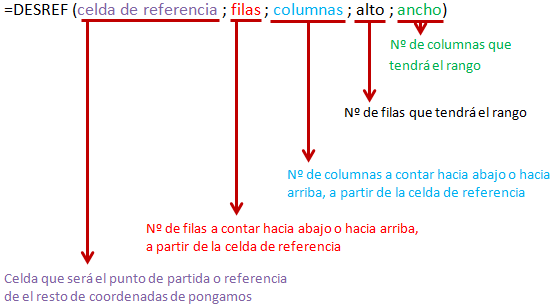 =DESREF (celda de referencia ; filas ; columnas ; alto ; ancho)
Nº de columnas que
tendrá el rango
Nº de filas que tendrá el rango
Nº de columnas a contar hacia abajo o hacia
arriba, a partir de la celda de referencia
Nº de filas a contar hacia abajo o hacia arriba,
a partir de la celda de referencia
Celda que será el punto de partida o referencia
de el resto de coordenadas de pongamos